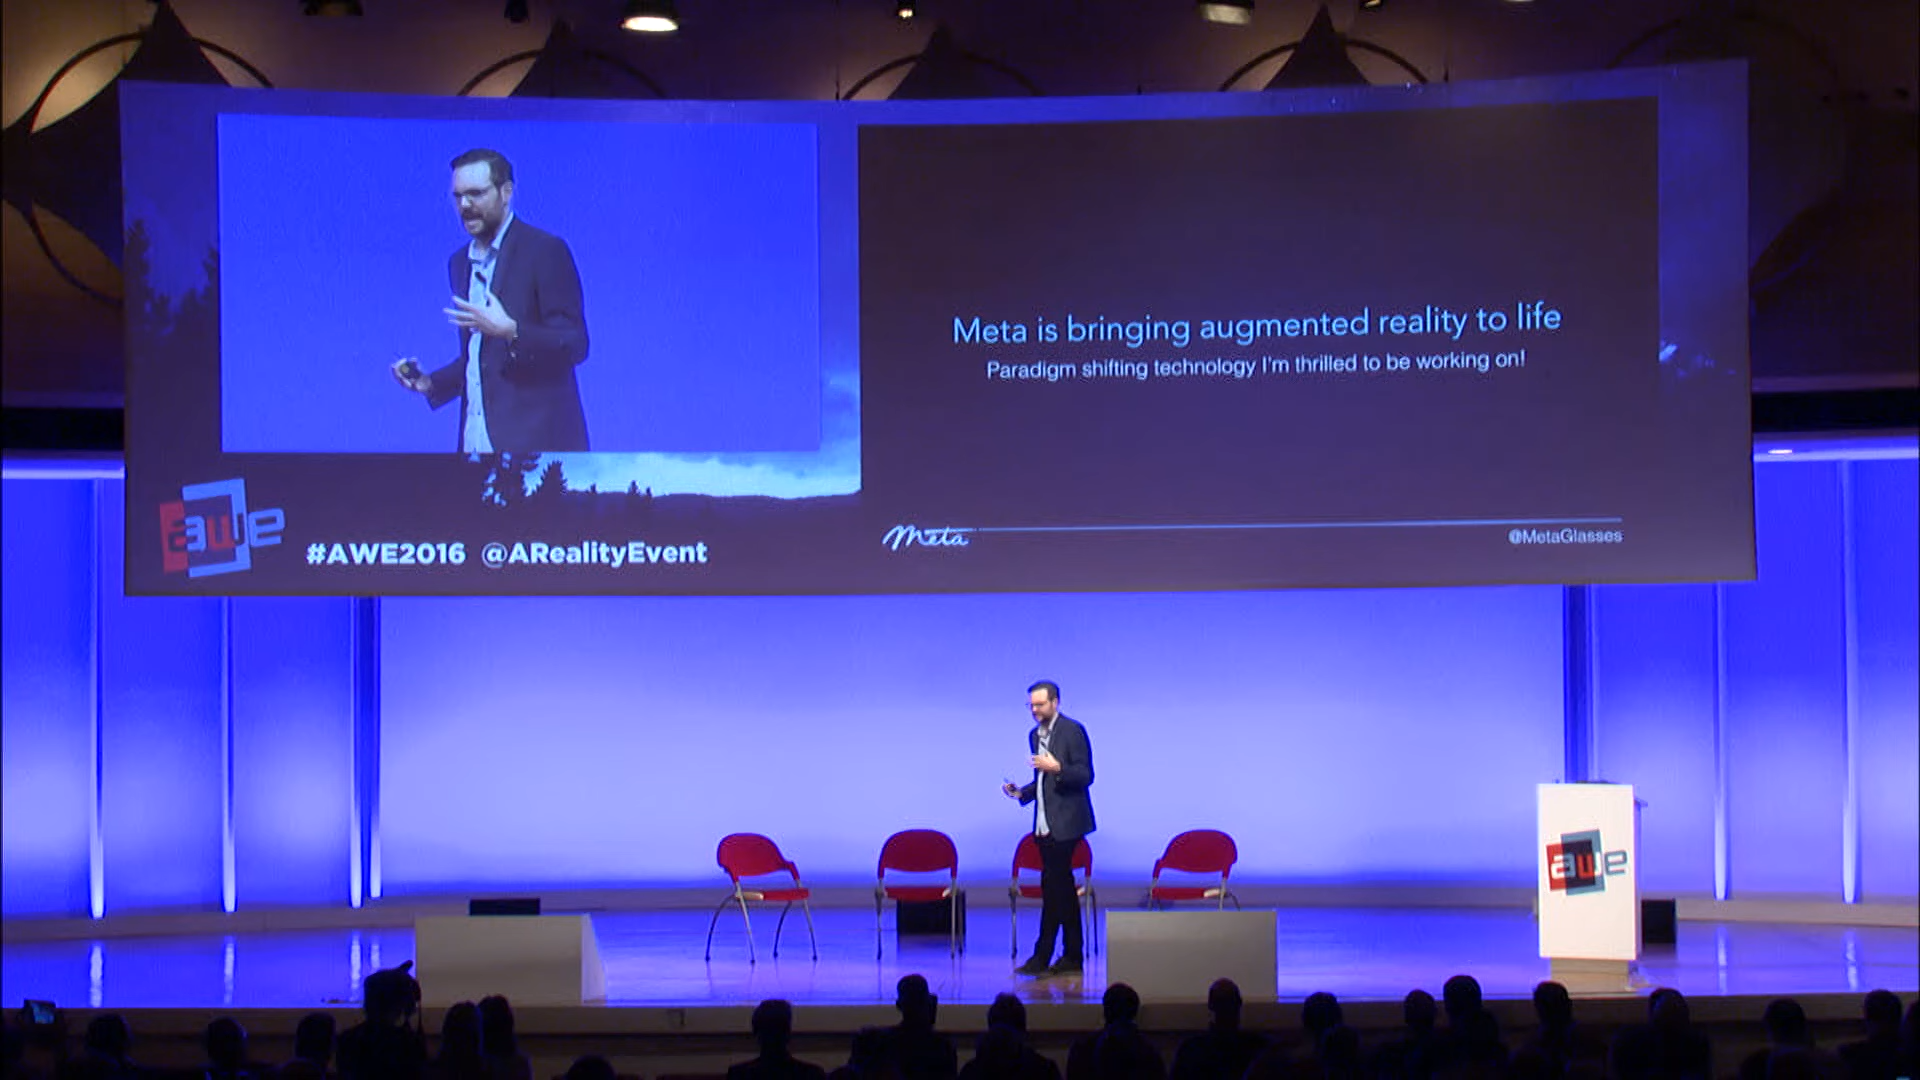 Meta is bringing augmented reality to life
Paradigm shifting technology I'm thrilled to be working on!
Meta
@MetaGlasses
awe
#AWE2016 @ARealityEvent
awe